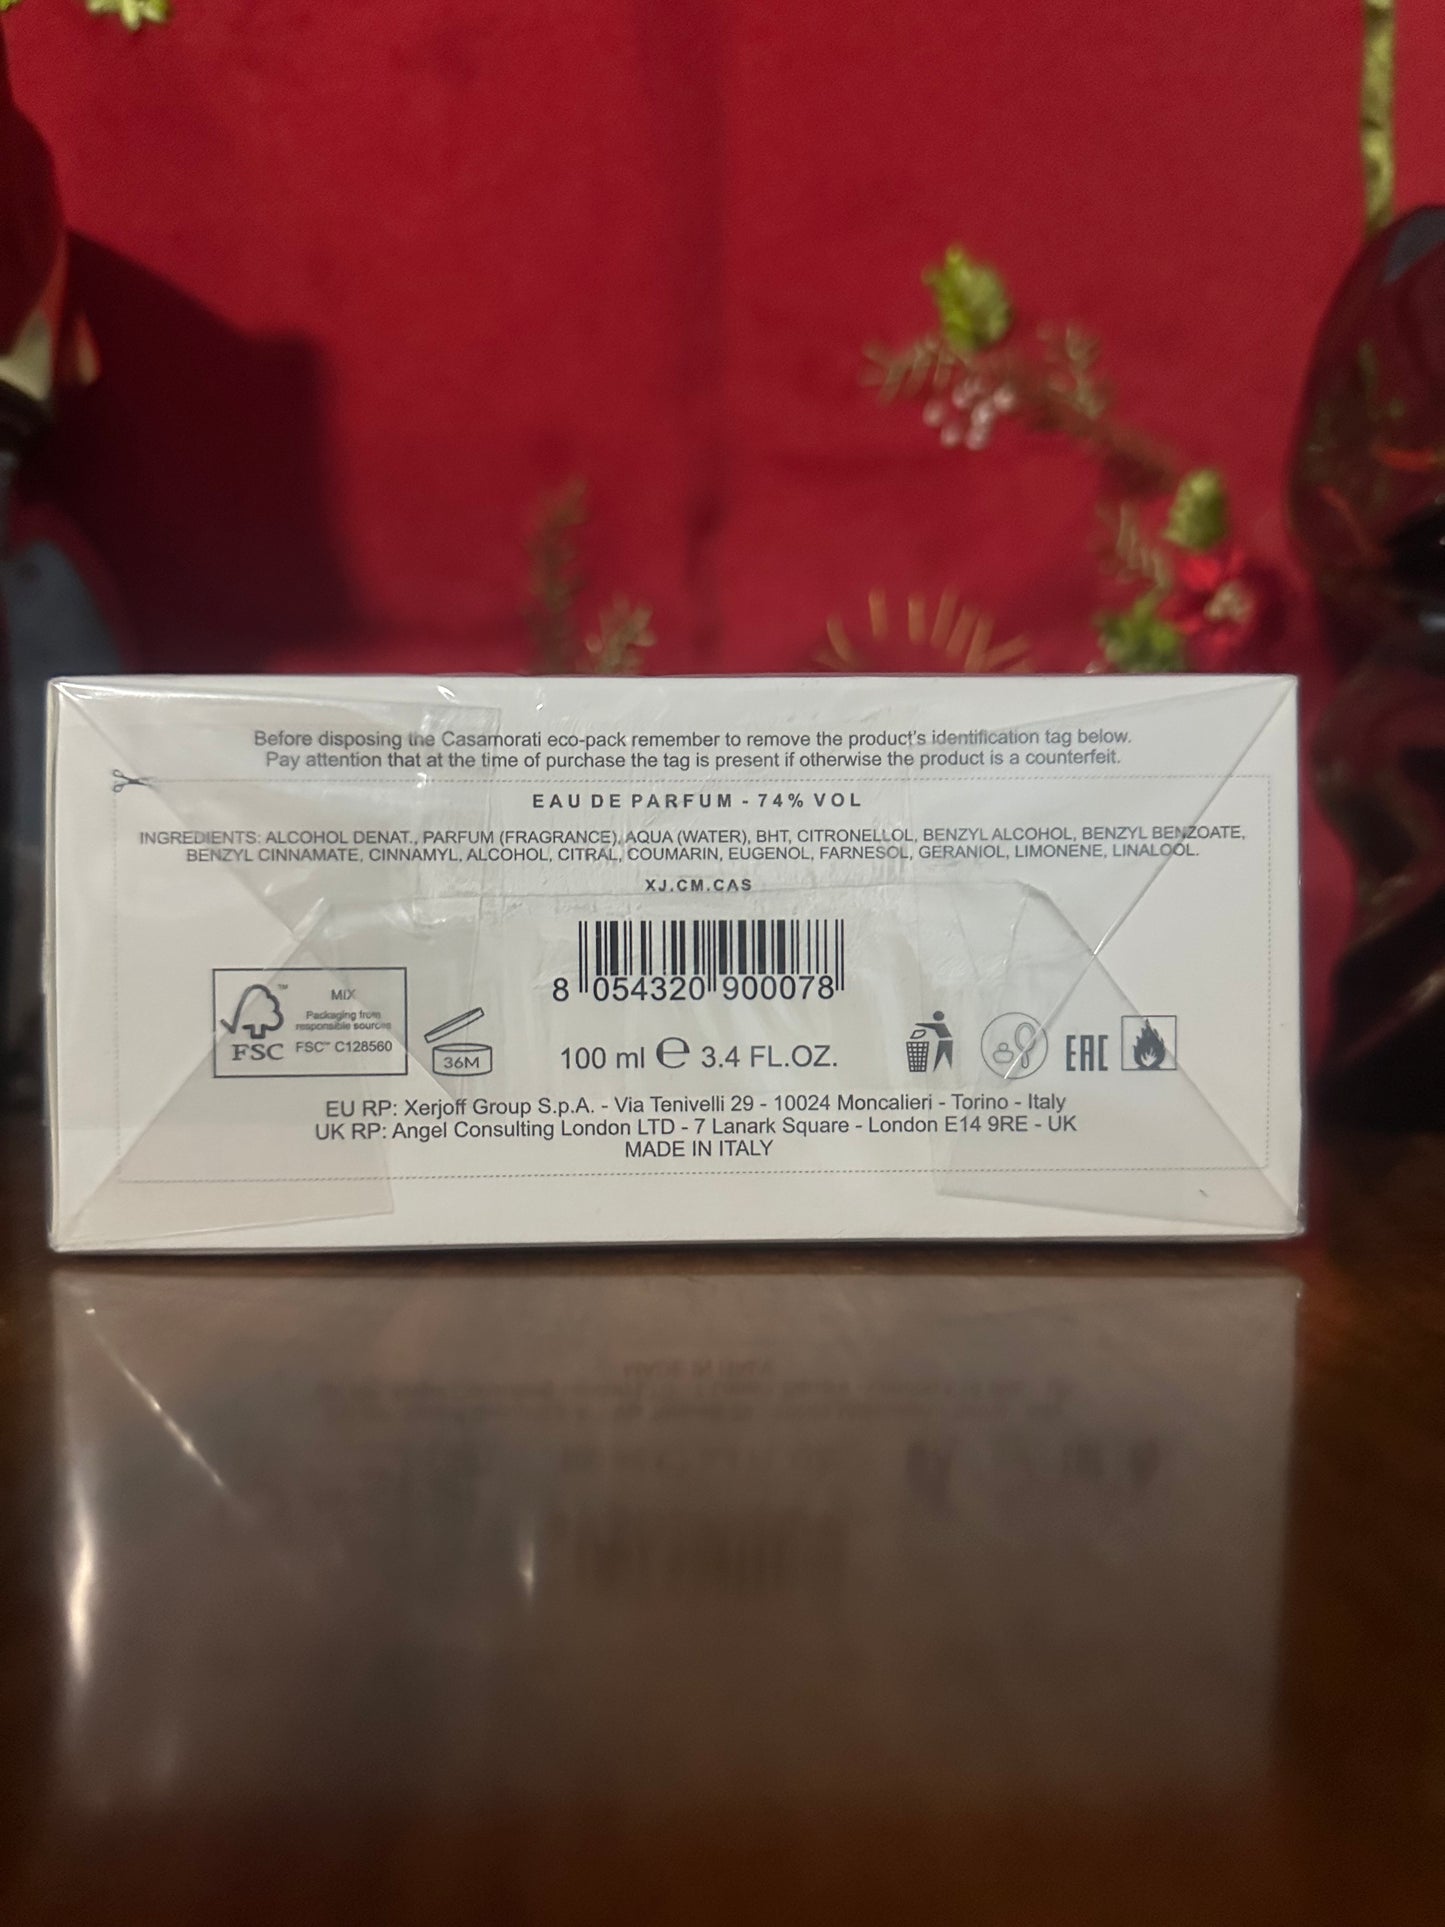 Before disposing the Casamorati eco-pack remember to remove the product's identification tag below.
Pay attention that at the time of purchase the tag is present if otherwise the product is a counterfeit.
EAU DE PARFUM - 74% VOL
INGREDIENTS: ALCOHOL DENAT., PARFUM (FRAGRANCE), AQUA (WATER), BHT, CITRONELLOL, BENZYL ALCOHOL, BENZYL BENZOATE,
BENZYL CINNAMATE, CINNAMYL, ALCOHOL, CITRAL, COUMARIN, EUGENOL, FARNESOL, GERANIOL, LIMONENE, LINALOOL.
XJ.CM.CAS
8 054320 900078
™
MIX
Packaging from
responsible sources
FSC
FSC™ C128560
36M
100 ml ℮ 3.4 FL.OZ.
EAC
EU RP: Xerjoff Group S.p.A. - Via Tenivelli 29 - 10024 Moncalieri - Torino - Italy
UK RP: Angel Consulting London LTD - 7 Lanark Square - London E14 9RE - UK
MADE IN ITALY